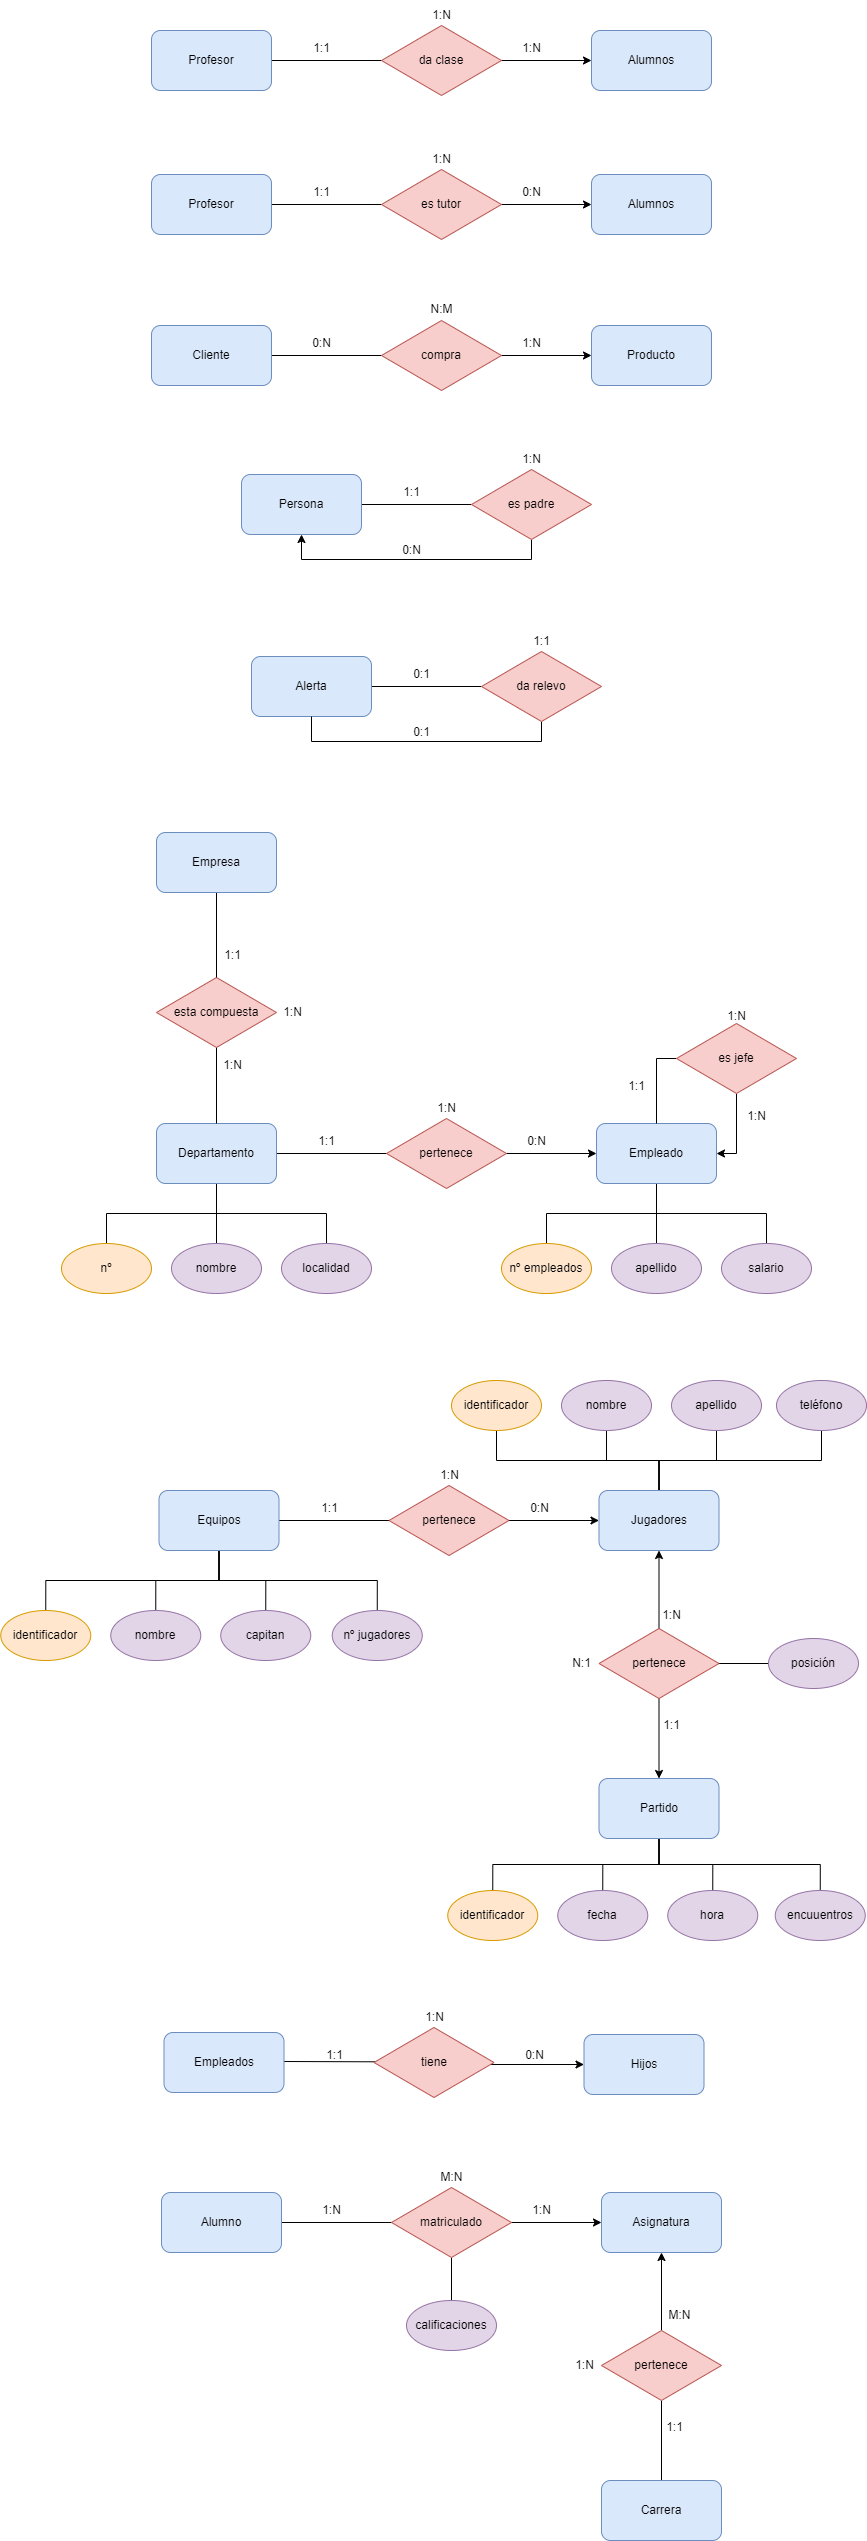 1:N
Profesor
1:1
da clase
1:N
Alumnos
1:N
Profesor
1:1
es tutor
0:N
Alumnos
N:M
Cliente
0:N
compra
1:N
Producto
1:N
Persona
1:1
es padre
0:N
1:1
Alerta
0:1
da relevo
0:1
Empresa
1:1
esta compuesta
1:N
1:N
1:N
es jefe
1:1
1:N
1:N
Departamento
1:1
pertenece
0:N
Empleado
nº
nombre
localidad
nº empleados
apellido
salario
identificador
nombre
apellido
teléfono
1:N
Equipos
1:1
pertenece
0:N
Jugadores
identificador
nombre
capitan
nº jugadores
1:N
N:1
pertenece
posición
1:1
Partido
identificador
fecha
hora
encuuentros
1:N
Empleados
1:1
tiene
0:N
Hijos
M:N
Alumno
1:N
matriculado
1:N
Asignatura
calificaciones
M:N
1:N
pertenece
1:1
Carrera